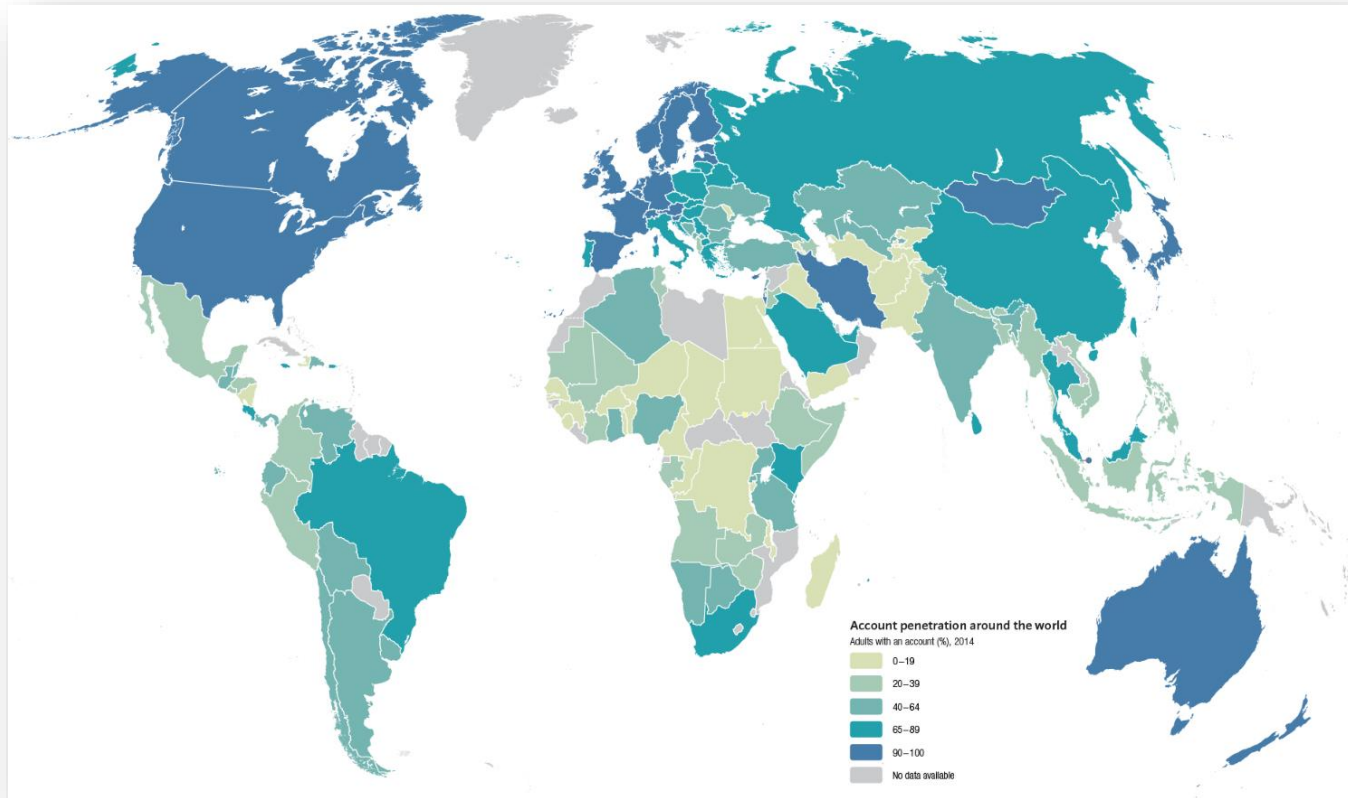 Account penetration around the world
Adults with an account (%), 2014
0–19
20–39
40–64
65–89
90–100
No data available